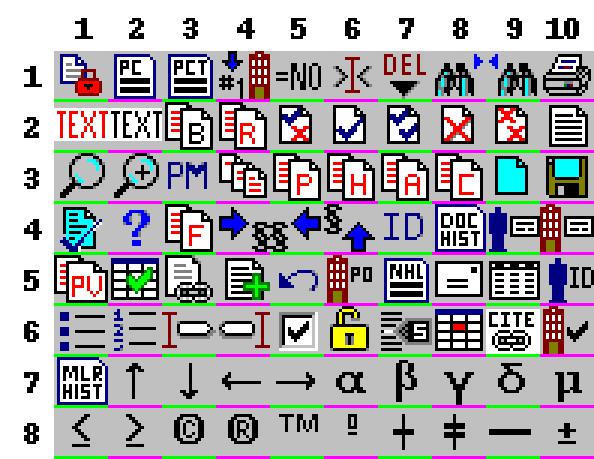 1 2 3 4 5 6 7 8 9 10
1 PC PCT #1 =NO DEL
2 TEXT TEXT B R
3 PM P H A C
4 ? F §§ § ID DOC HIST
5 PV PO NHL ID
6 1 2 3 CITE
7 MLR HIST ↑ ↓ ← → α β γ δ μ
8 ≤ ≥ © ® TM º † ‡ — ±